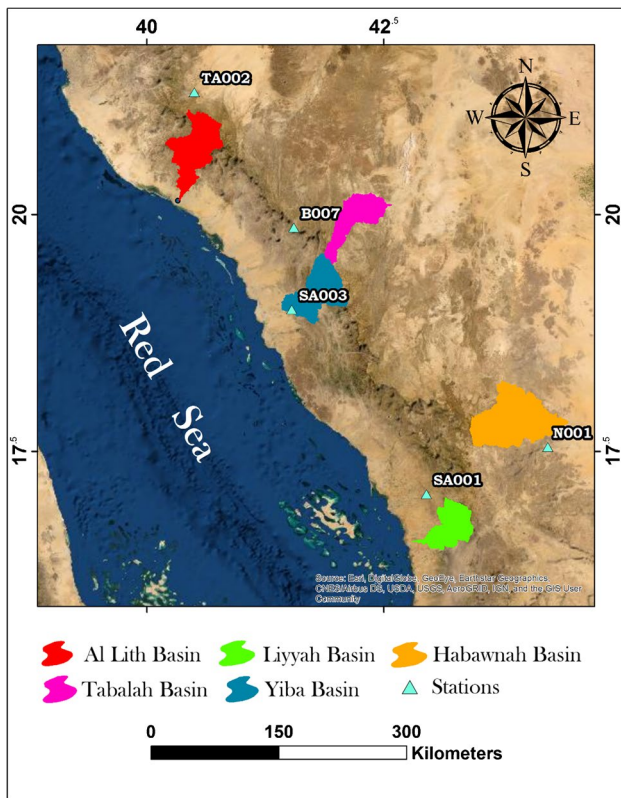 40 42.5
TA002
N
W E
S
20 B007 20
SA003
Red Sea
N001
17.5 17.5
SA001
Source: Esri, DigitalGlobe, GeoEye, Earthstar Geographics,
CNES/Airbus DS, USDA, USGS, AeroGRID, IGN, and the GIS User
Community
Al Lith Basin Liyyah Basin Habawnah Basin
Tabalah Basin Yiba Basin Stations
0 150 300
Kilometers